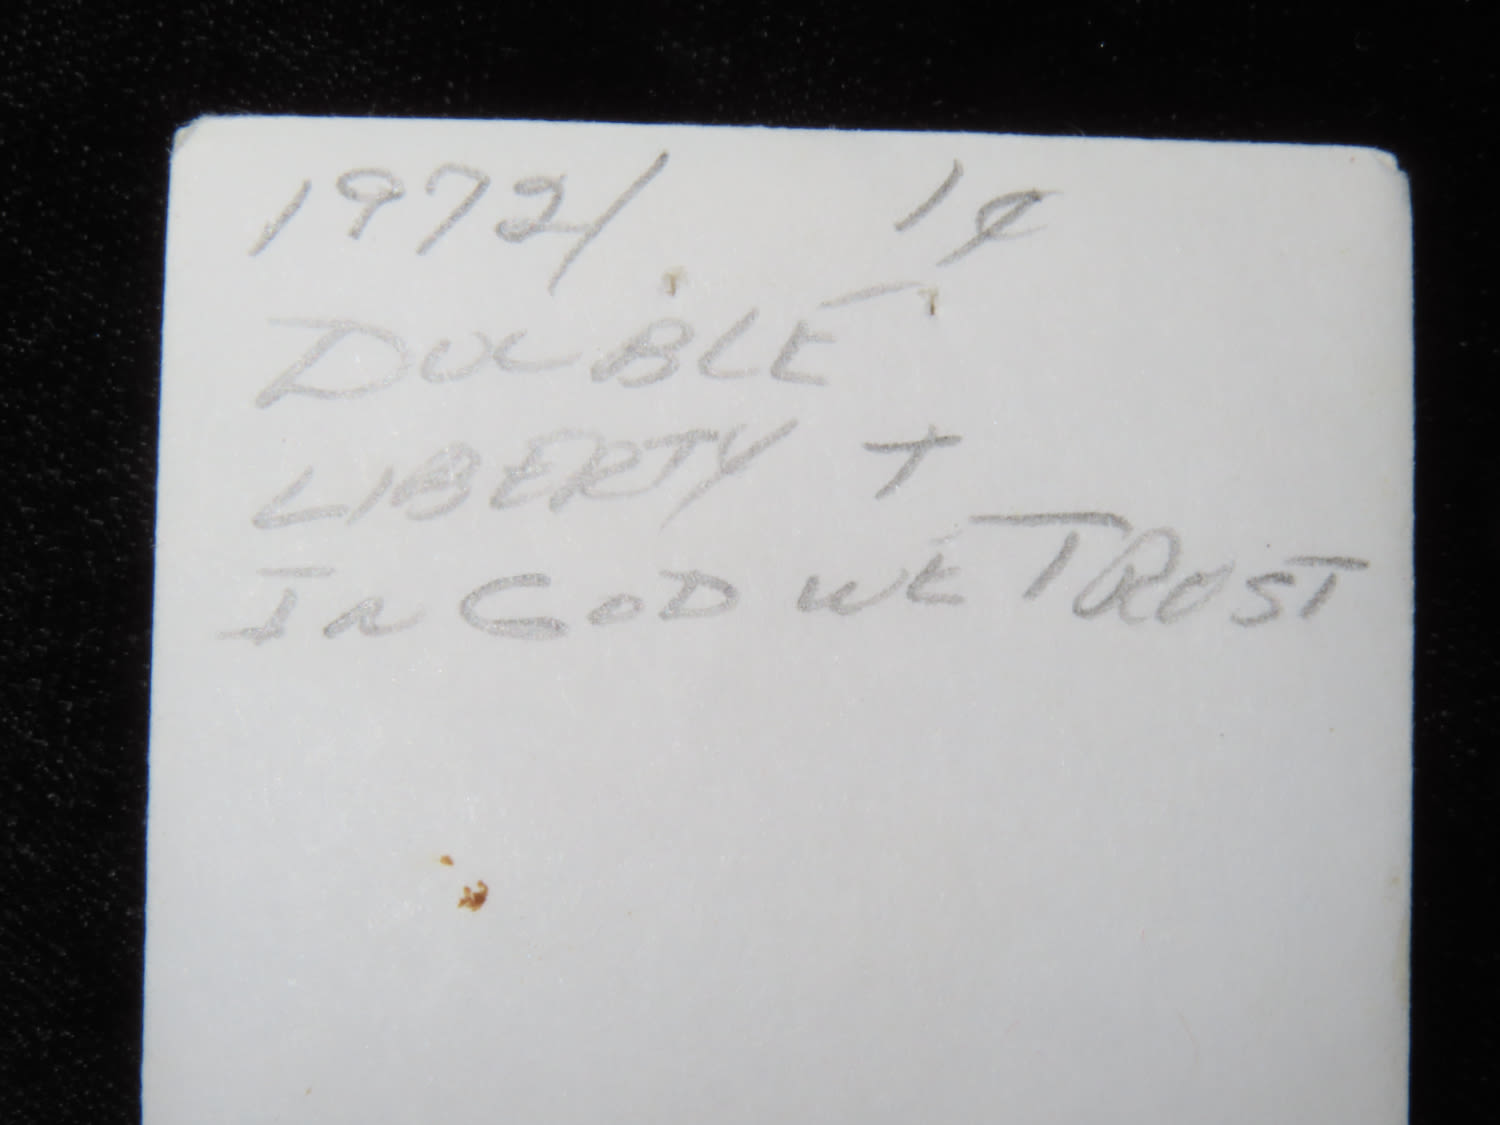 1972/ 1¢
DOUBLE
LIBERTY +
IN GOD WE TRUST